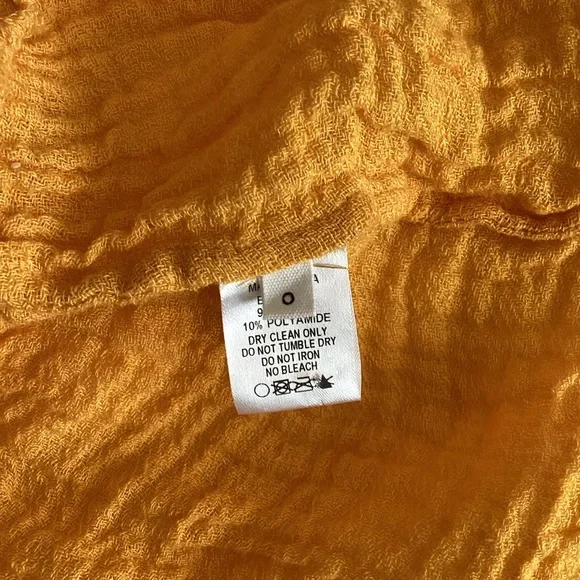 O
10% POLYAMIDE
DRY CLEAN ONLY
DO NOT TUMBLE DRY
DO NOT IRON
NO BLEACH